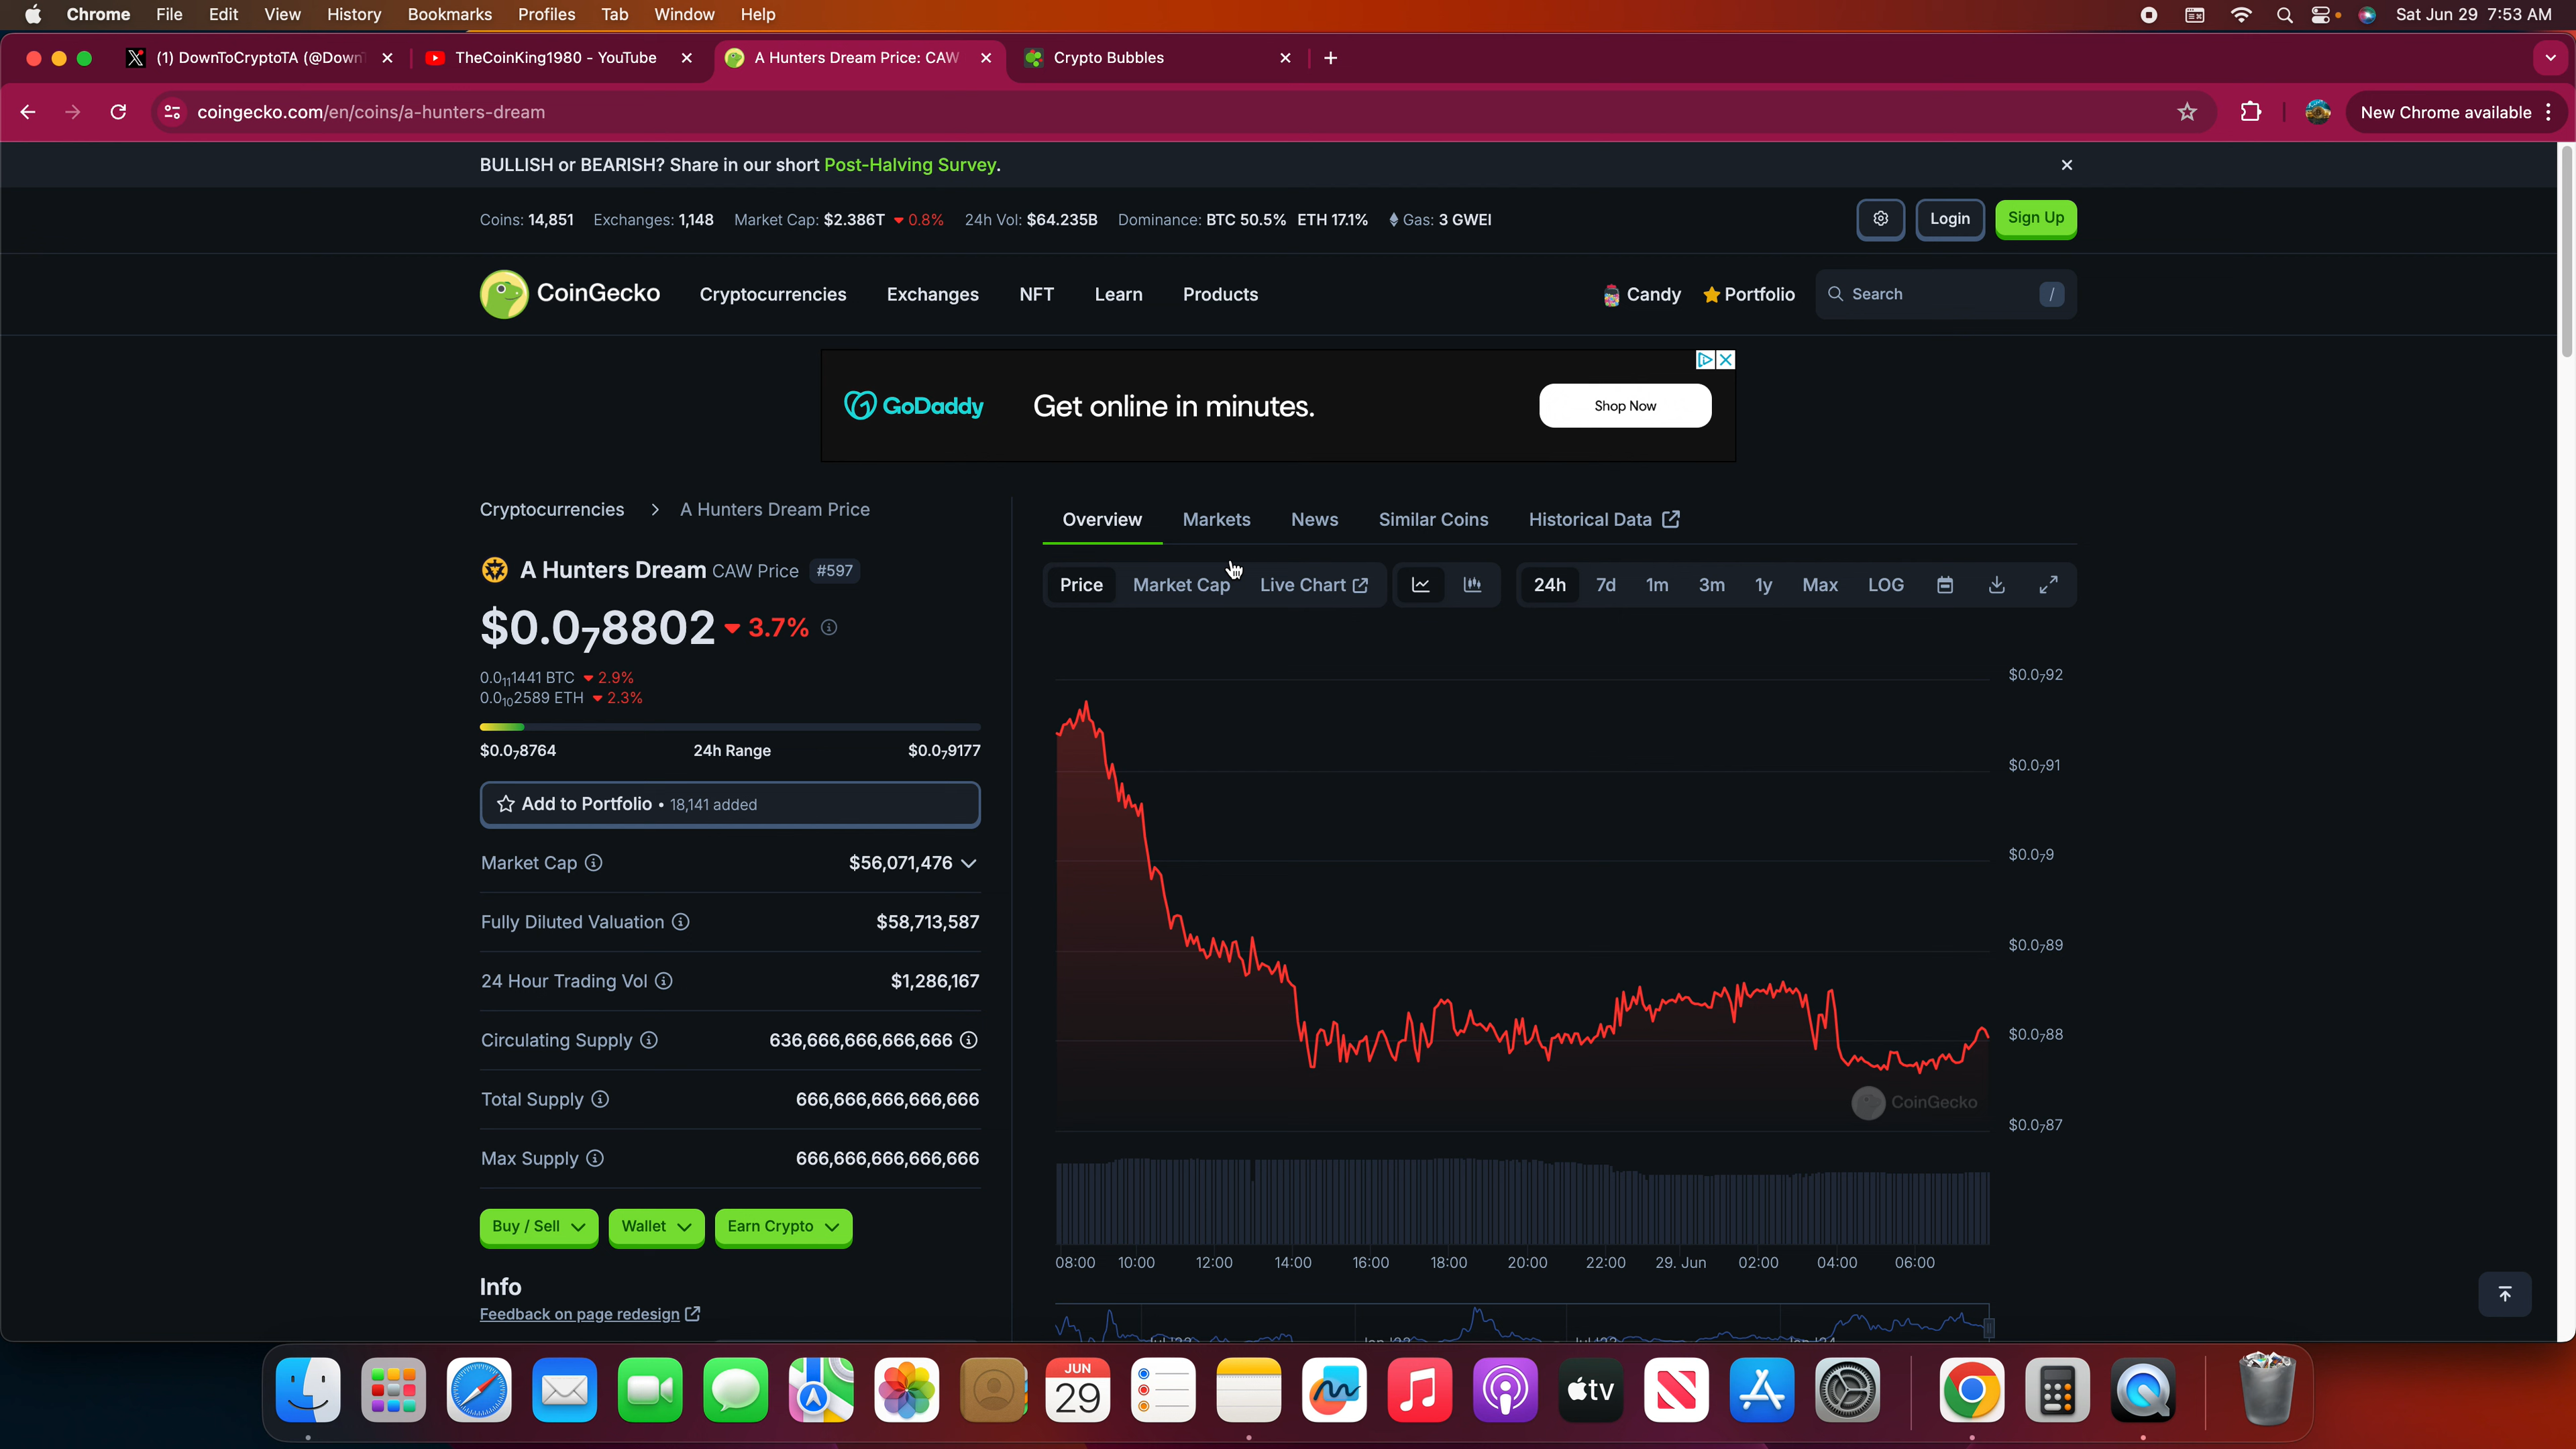 Chrome File Edit View History Bookmarks Profiles Tab Window Help Sat Jun 29 7:53 AM
(1) DownToCryptoTA (@Down TheCoinKing1980 - YouTube A Hunters Dream Price: CAW Crypto Bubbles
coingecko.com/en/coins/a-hunters-dream New Chrome available
BULLISH or BEARISH? Share in our short Post-Halving Survey.
Coins: 14,851 Exchanges: 1,148 Market Cap: $2.386T 0.8% 24h Vol: $64.235B Dominance: BTC 50.5% ETH 17.1% Gas: 3 GWEI Login Sign Up
CoinGecko Cryptocurrencies Exchanges NFT Learn Products Candy Portfolio Search /
GoDaddy Get online in minutes. Shop Now
Cryptocurrencies > A Hunters Dream Price
Overview Markets News Similar Coins Historical Data
A Hunters Dream CAW Price #597
Price Market Cap Live Chart 24h 7d 1m 3m 1y Max LOG
$0.0₇8802 3.7%
0.0₁₁1441 BTC 2.9%
0.0₁₀2589 ETH 2.3%
$0.0₇8764 24h Range $0.0₇9177
Add to Portfolio • 18,141 added
Market Cap $56,071,476
Fully Diluted Valuation $58,713,587
24 Hour Trading Vol $1,286,167
Circulating Supply 636,666,666,666,666
Total Supply 666,666,666,666,666
Max Supply 666,666,666,666,666
Buy / Sell Wallet Earn Crypto
Info
Feedback on page redesign
$0.0₇92
$0.0₇91
$0.0₇9
$0.0₇89
$0.0₇88
$0.0₇87
CoinGecko
08:00 10:00 12:00 14:00 16:00 18:00 20:00 22:00 29. Jun 02:00 04:00 06:00
JUN
29
tv